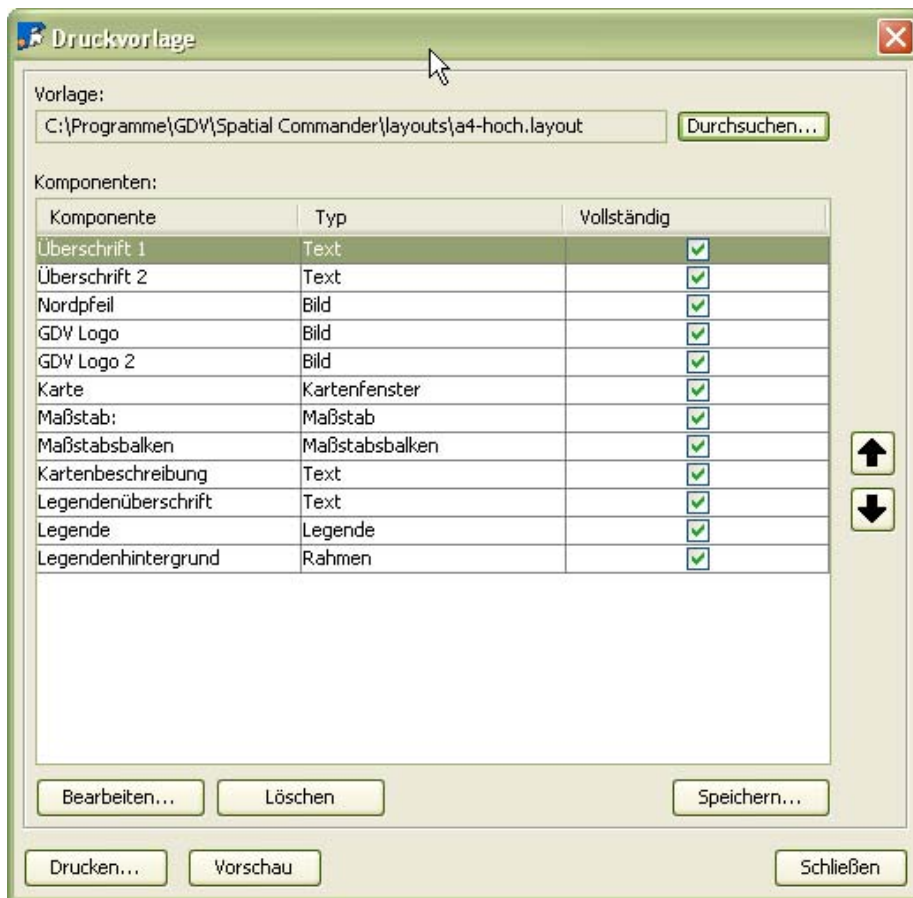 Druckvorlage
Vorlage:
C:\Programme\GDV\Spatial Commander\layouts\a4-hoch.layout Durchsuchen...
Komponenten:
Komponente Typ Vollständig
Überschrift 1 Text
Überschrift 2 Text
Nordpfeil Bild
GDV Logo Bild
GDV Logo 2 Bild
Karte Kartenfenster
Maßstab: Maßstab
Maßstabsbalken Maßstabsbalken
Kartenbeschreibung Text
Legendenüberschrift Text
Legende Legende
Legendenhintergrund Rahmen
Bearbeiten... Löschen Speichern...
Drucken... Vorschau Schließen